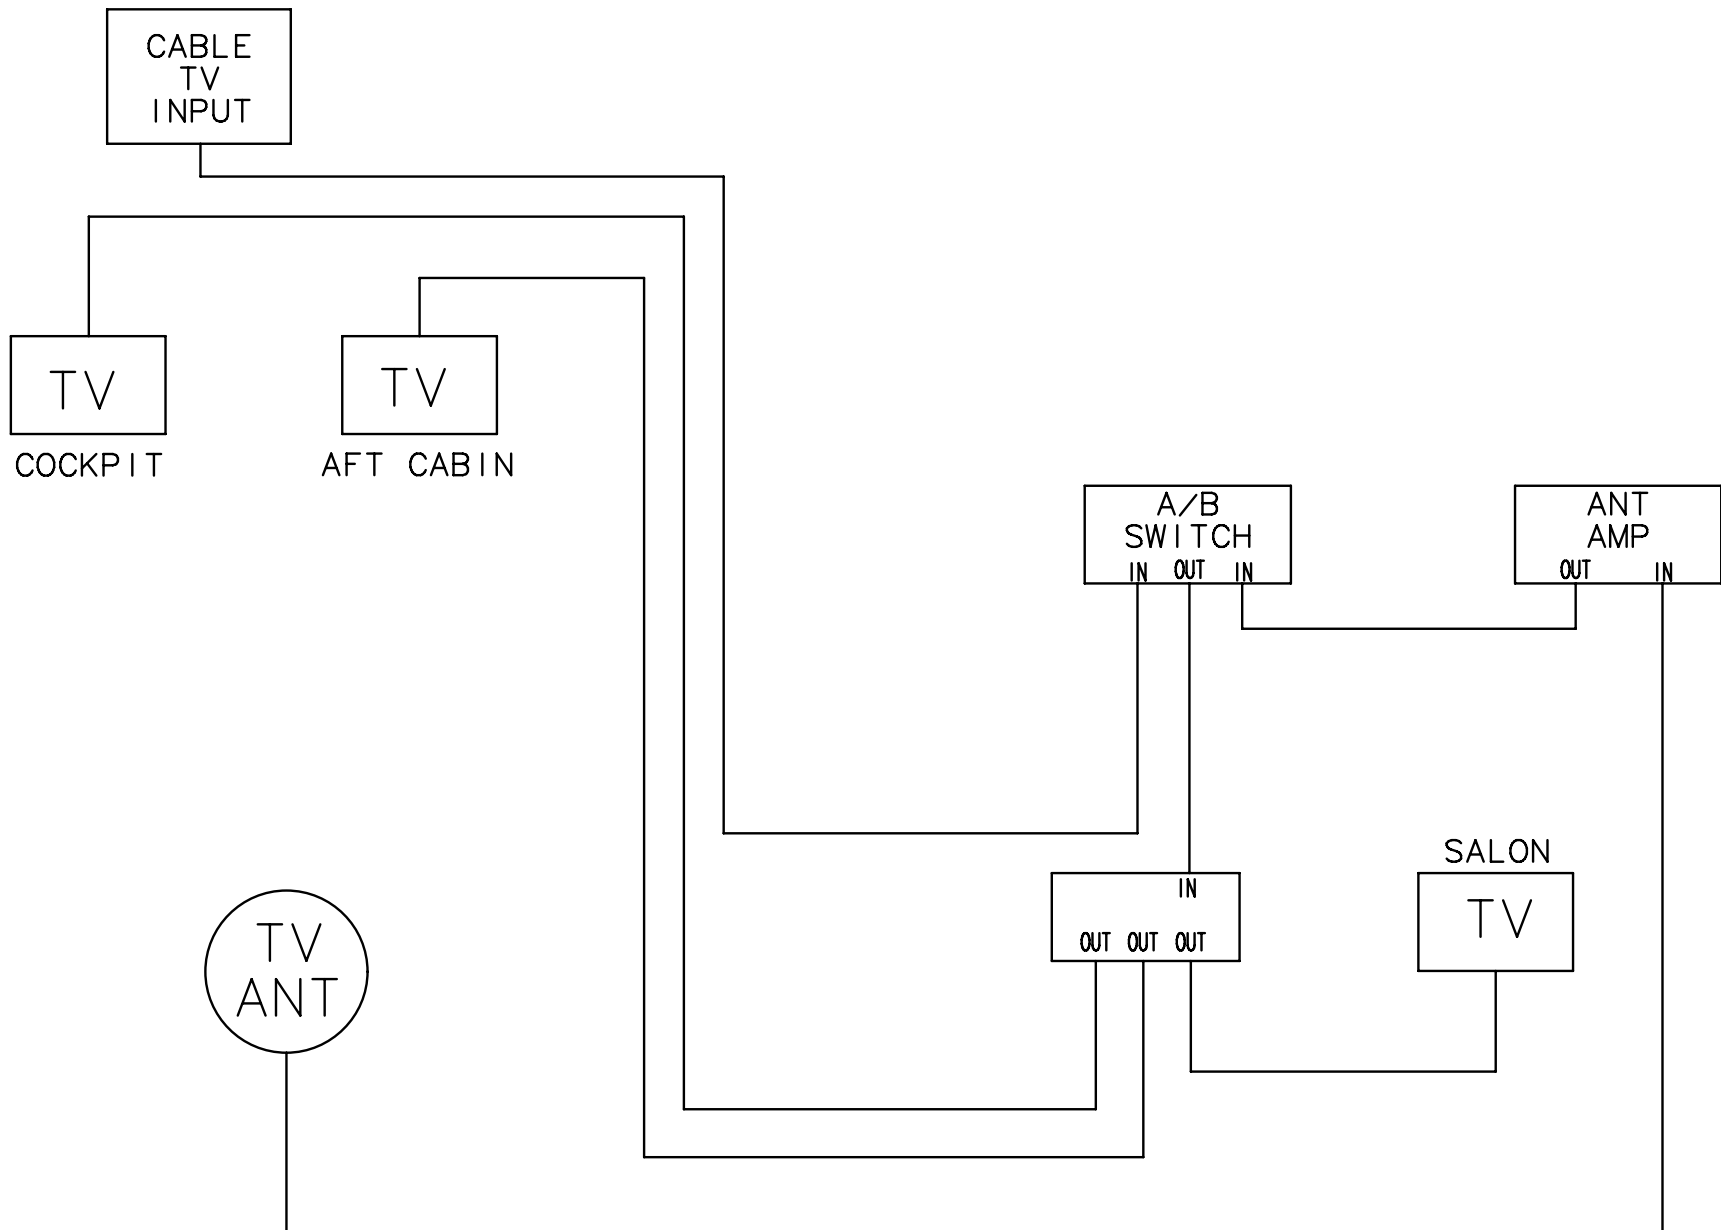 CABLE
TV
INPUT
TV
COCKPIT
TV
AFT CABIN
A/B
SWITCH
IN OUT IN
ANT
AMP
OUT IN
SALON
TV
IN
OUT OUT OUT
TV
ANT